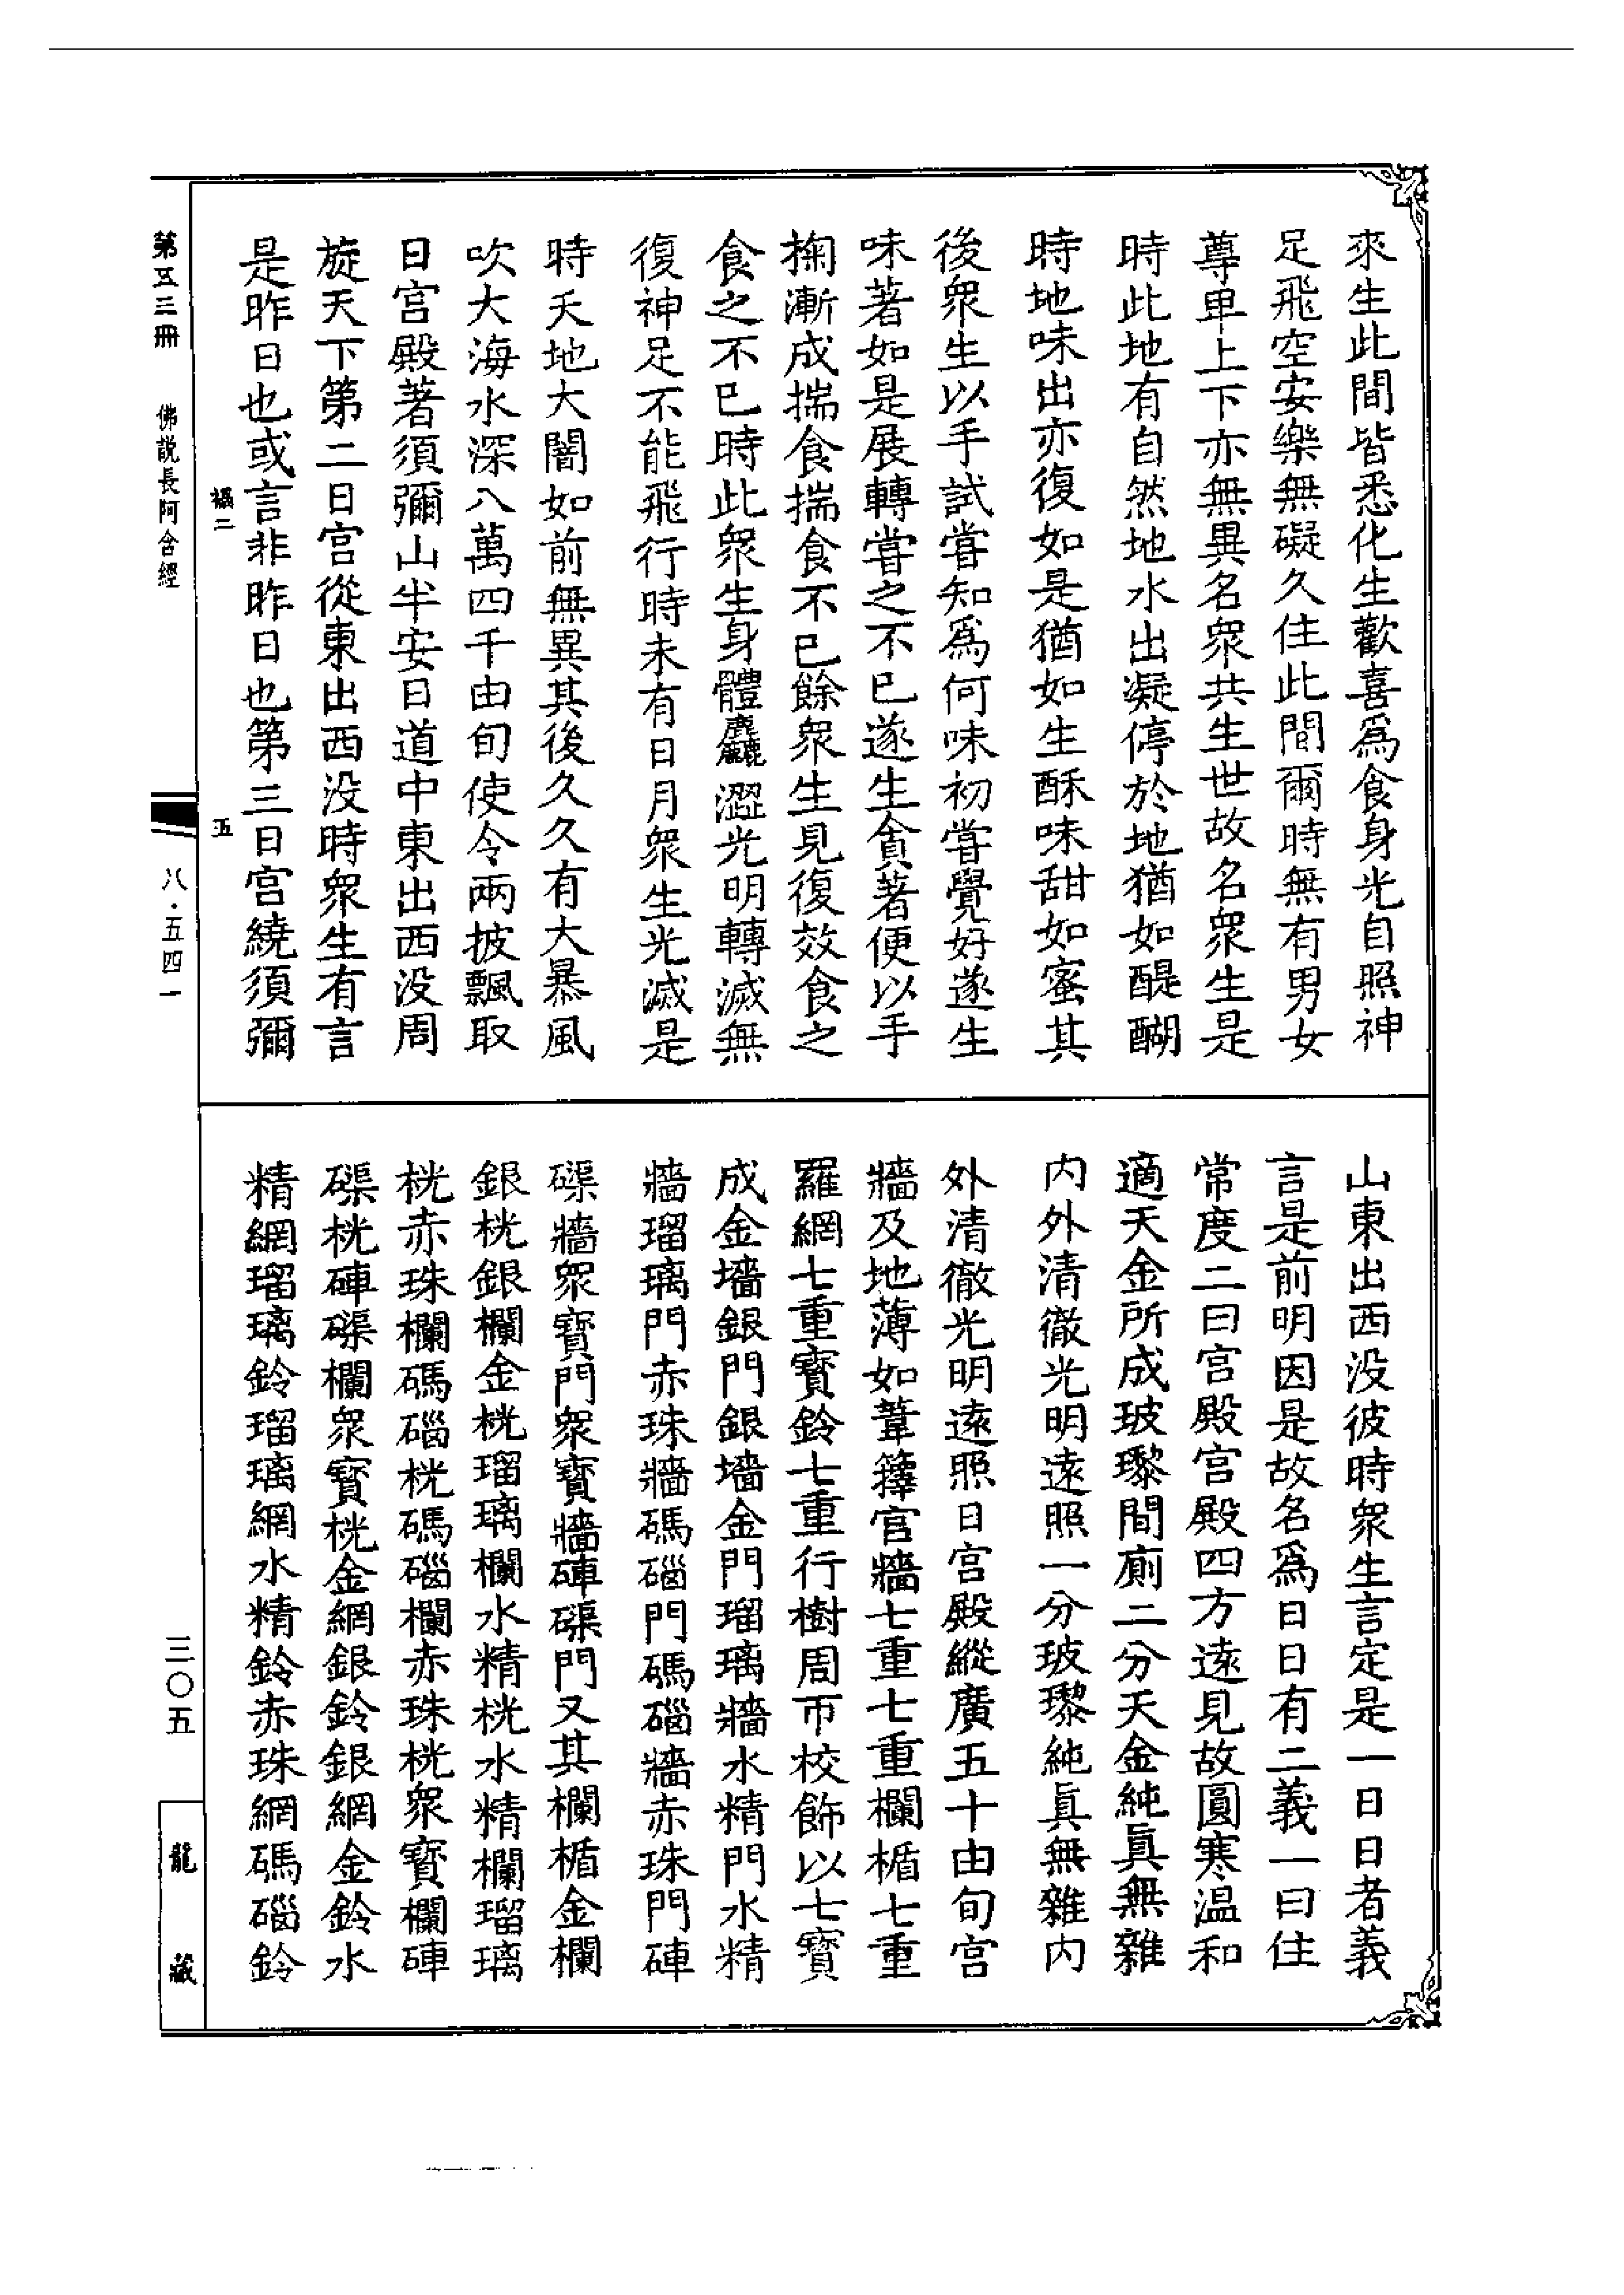 來生此間皆悉化生歡喜爲食身光自照神
足飛空安樂無礙久住此間爾時無有男女
尊卑上下亦無異名衆共生世故名衆生是
時此地有自然地水出凝停於地猶如醍醐
時地味出亦復如是猶如生酥味甜如蜜其
後衆生以手試嘗知爲何味初嘗覺好遂生
味著如是展轉嘗之不已遂生貪著便以手
掬漸成揣食揣食不已餘衆生見復效食之
食之不已時此衆生身體麤澀光明轉滅無
復神足不能飛行時未有日月衆生光滅是
時天地大闇如前無異其後久久有大暴風
吹大海水深八萬四千由旬使令兩披飄取
日宮殿著須彌山半安日道中東出西没周
旋天下第二日宮從東出西没時衆生有言
是昨日也或言非昨日也第三日宮繞須彌
山東出西没彼時衆生言定是一日日者義
言是前明因是故名爲日日有二義一曰住
常度二曰宮殿宮殿四方遠見故圓寒温和
適天金所成玻瓈間廁二分天金純真無雜
内外清徹光明遠照一分玻瓈純真無雜内
外清徹光明遠照日宮殿縱廣五十由旬宮
牆及地薄如葦籜宮牆七重七重欄楯七重
羅網七重寶鈴七重行樹周帀校飾以七寶
成金墻銀門銀墻金門瑠璃牆水精門水精
牆瑠璃門赤珠牆碼碯門碼碯牆赤珠門硨
磲牆衆寶門衆寶牆硨磲門又其欄楯金欄
銀桄銀欄金桄瑠璃欄水精桄水精欄瑠璃
桄赤珠欄碼碯桄碼碯欄赤珠桄衆寶欄硨
磲桄硨磲欄衆寶桄金網銀鈴銀網金鈴水
精網瑠璃鈴瑠璃網水精鈴赤珠網碼碯鈴
第五三冊 佛説長阿含經
攝二 五
八·五四一
三〇五
龍藏